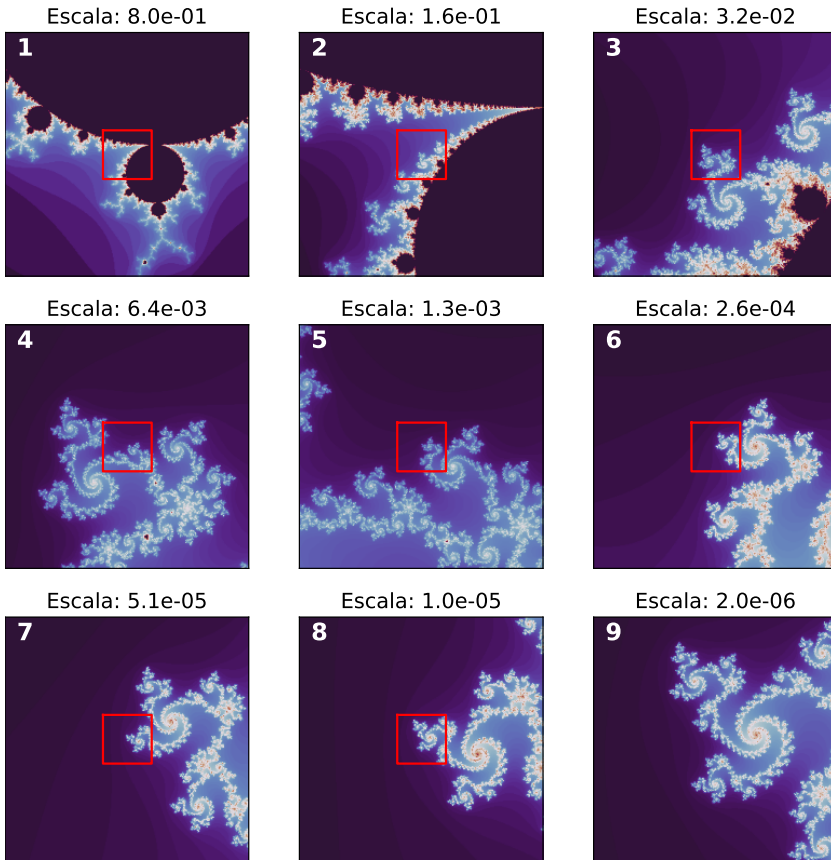 Escala: 8.0e-01
Escala: 1.6e-01
Escala: 3.2e-02
1
2
3
Escala: 6.4e-03
Escala: 1.3e-03
Escala: 2.6e-04
4
5
6
Escala: 5.1e-05
Escala: 1.0e-05
Escala: 2.0e-06
7
8
9